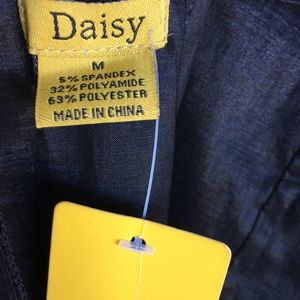 Daisy
M
5% SPANDEX
32% POLYAMIDE
63% POLYESTER
MADE IN CHINA